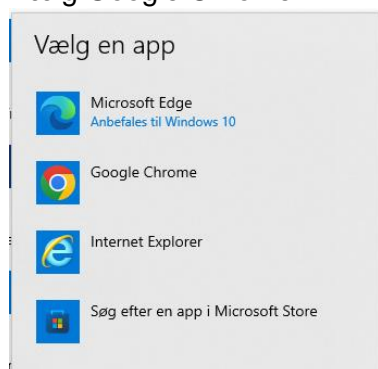 Vælg en app
Microsoft Edge
Anbefales til Windows 10
Google Chrome
Internet Explorer
Søg efter en app i Microsoft Store